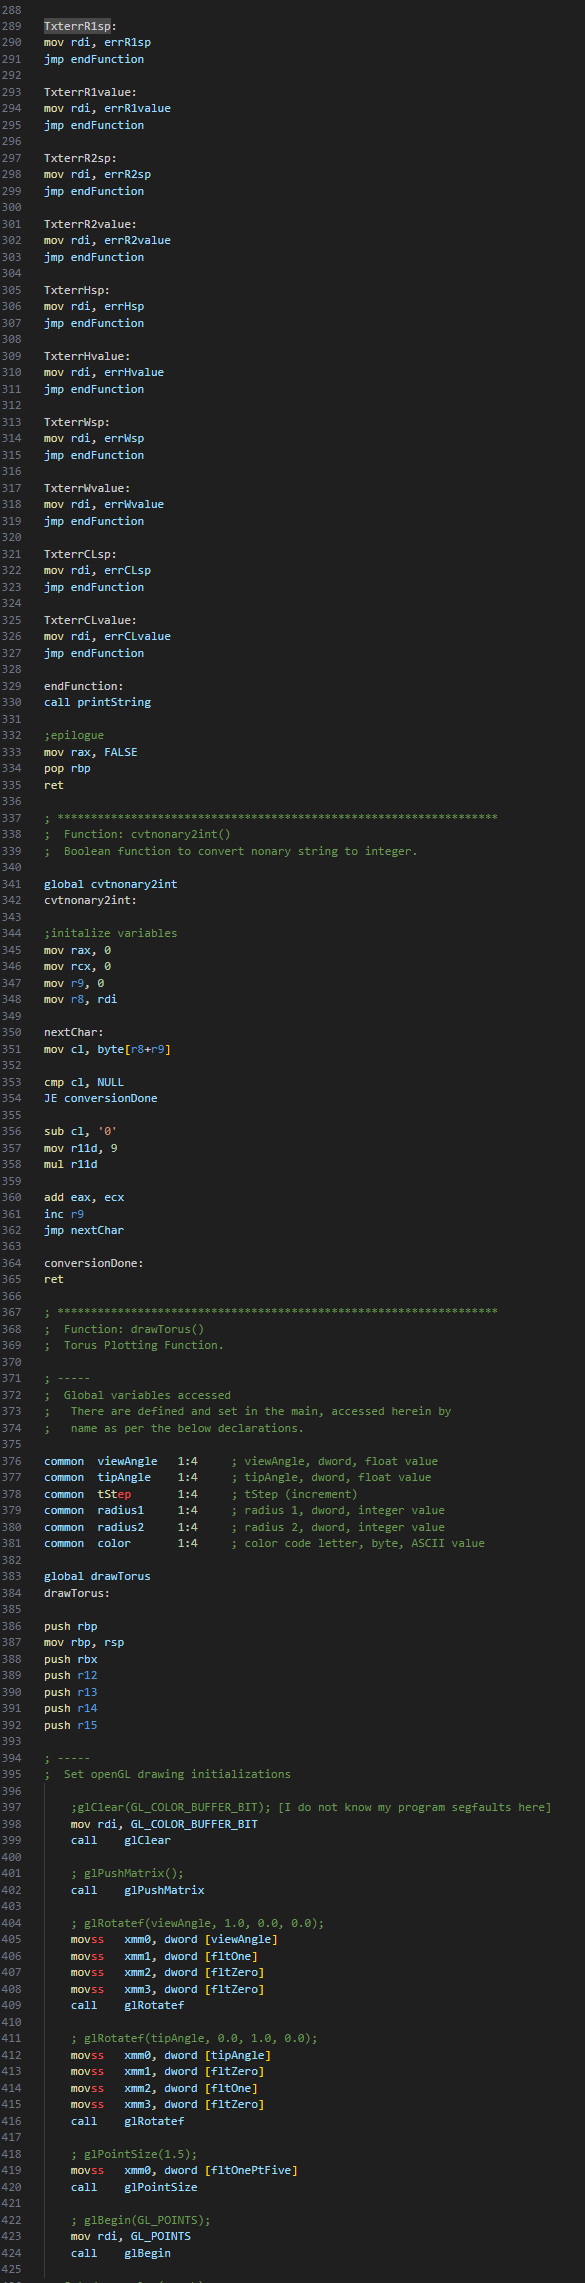 288
289 TxterrR1sp:
290 mov rdi, errR1sp
291 jmp endFunction
292
293 TxterrR1value:
294 mov rdi, errR1value
295 jmp endFunction
296
297 TxterrR2sp:
298 mov rdi, errR2sp
299 jmp endFunction
300
301 TxterrR2value:
302 mov rdi, errR2value
303 jmp endFunction
304
305 TxterrHsp:
306 mov rdi, errHsp
307 jmp endFunction
308
309 TxterrHvalue:
310 mov rdi, errHvalue
311 jmp endFunction
312
313 TxterrWsp:
314 mov rdi, errWsp
315 jmp endFunction
316
317 TxterrWvalue:
318 mov rdi, errWvalue
319 jmp endFunction
320
321 TxterrCLsp:
322 mov rdi, errCLsp
323 jmp endFunction
324
325 TxterrCLvalue:
326 mov rdi, errCLvalue
327 jmp endFunction
328
329 endFunction:
330 call printString
331
332 ;epilogue
333 mov rax, FALSE
334 pop rbp
335 ret
336
337 ; ******************************************************************
338 ;  Function: cvtnonary2int()
339 ;  Boolean function to convert nonary string to integer.
340
341 global cvtnonary2int
342 cvtnonary2int:
343
344 ;initalize variables
345 mov rax, 0
346 mov rcx, 0
347 mov r9, 0
348 mov r8, rdi
349
350 nextChar:
351 mov cl, byte[r8+r9]
352
353 cmp cl, NULL
354 JE conversionDone
355
356 sub cl, '0'
357 mov r11d, 9
358 mul r11d
359
360 add eax, ecx
361 inc r9
362 jmp nextChar
363
364 conversionDone:
365 ret
366
367 ; ******************************************************************
368 ;  Function: drawTorus()
369 ;  Torus Plotting Function.
370
371 ; -----
372 ;  Global variables accessed
373 ;   There are defined and set in the main, accessed herein by
374 ;   name as per the below declarations.
375
376 common  viewAngle   1:4     ; viewAngle, dword, float value
377 common  tipAngle    1:4     ; tipAngle, dword, float value
378 common  tStep       1:4     ; tStep (increment)
379 common  radius1     1:4     ; radius 1, dword, integer value
380 common  radius2     1:4     ; radius 2, dword, integer value
381 common  color       1:4     ; color code letter, byte, ASCII value
382
383 global drawTorus
384 drawTorus:
385
386 push rbp
387 mov rbp, rsp
388 push rbx
389 push r12
390 push r13
391 push r14
392 push r15
393
394 ; -----
395 ;  Set openGL drawing initializations
396
397     ;glClear(GL_COLOR_BUFFER_BIT); [I do not know my program segfaults here]
398     mov rdi, GL_COLOR_BUFFER_BIT
399     call    glClear
400
401     ; glPushMatrix();
402     call    glPushMatrix
403
404     ; glRotatef(viewAngle, 1.0, 0.0, 0.0);
405     movss   xmm0, dword [viewAngle]
406     movss   xmm1, dword [fltOne]
407     movss   xmm2, dword [fltZero]
408     movss   xmm3, dword [fltZero]
409     call    glRotatef
410
411     ; glRotatef(tipAngle, 0.0, 1.0, 0.0);
412     movss   xmm0, dword [tipAngle]
413     movss   xmm1, dword [fltZero]
414     movss   xmm2, dword [fltOne]
415     movss   xmm3, dword [fltZero]
416     call    glRotatef
417
418     ; glPointSize(1.5);
419     movss   xmm0, dword [fltOnePtFive]
420     call    glPointSize
421
422     ; glBegin(GL_POINTS);
423     mov rdi, GL_POINTS
424     call    glBegin
425